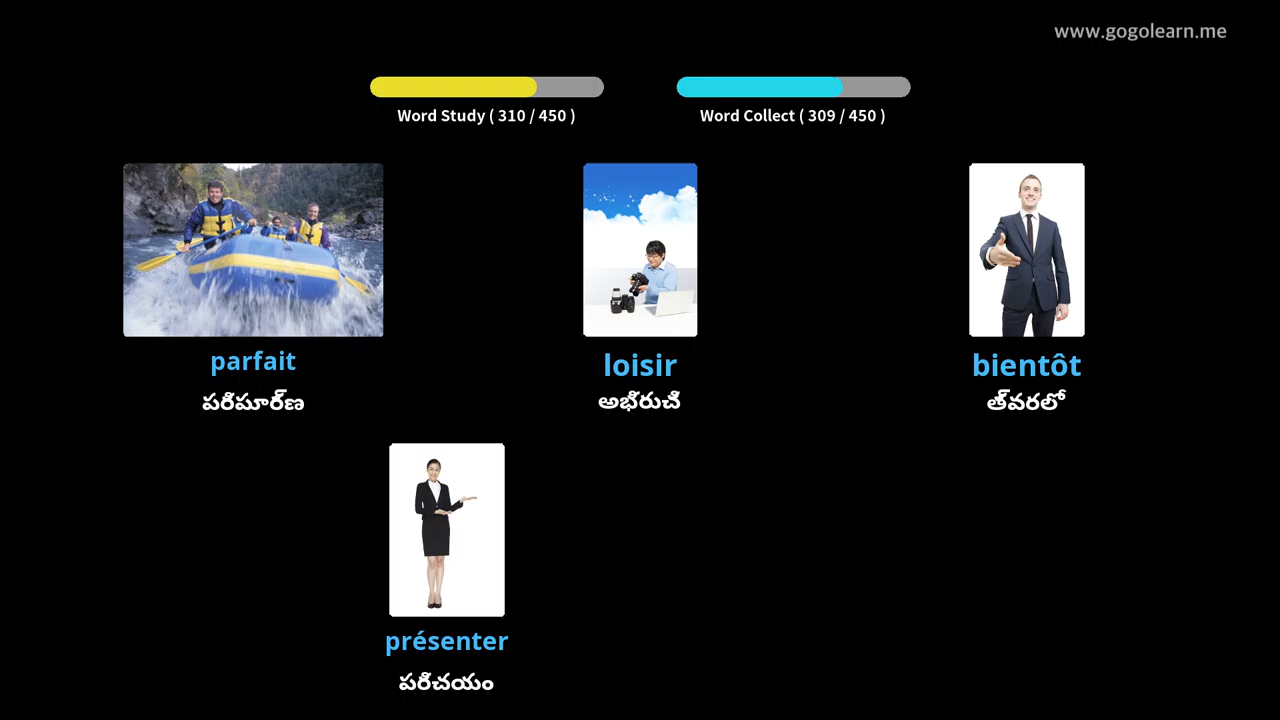 www.gogolearn.me
Word Study ( 310 / 450 )
Word Collect ( 309 / 450 )
parfait
పరిపూర్ణ
loisir
అభిరుచి
bientôt
త్వరలో
présenter
పరిచయం